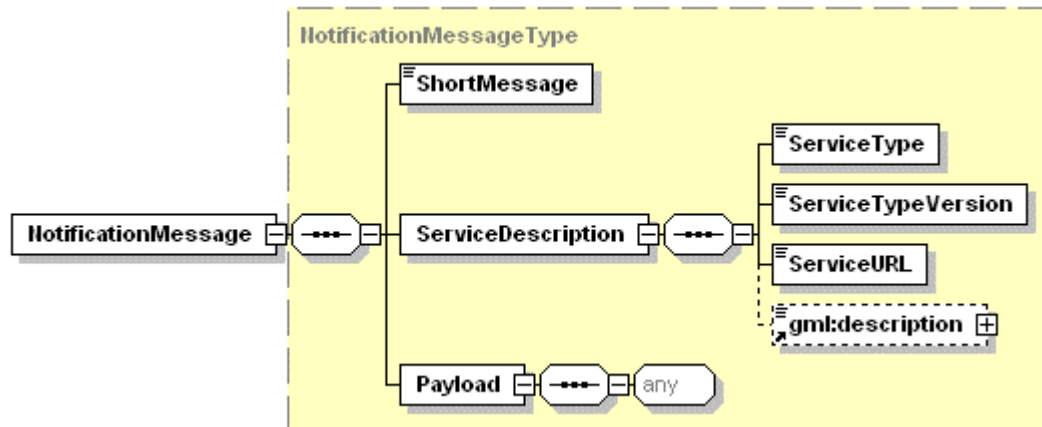 NotificationMessageType
ShortMessage
ServiceType
ServiceTypeVersion
NotificationMessage
ServiceDescription
ServiceURL
gml:description
Payload
any